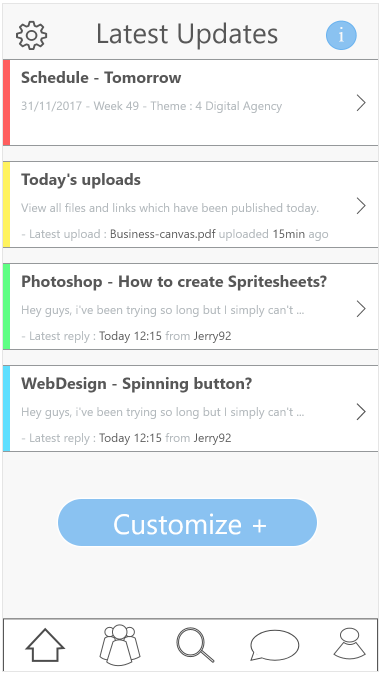 Latest Updates
i
Schedule - Tomorrow
31/11/2017 - Week 49 - Theme : 4 Digital Agency
Today's uploads
View all files and links which have been published today.
- Latest upload : Business-canvas.pdf uploaded 15min ago
Photoshop - How to create Spritesheets?
Hey guys, i've been trying so long but I simply can't ...
- Latest reply : Today 12:15 from Jerry92
WebDesign - Spinning button?
Hey guys, i've been trying so long but I simply can't ...
- Latest reply : Today 12:15 from Jerry92
Customize +